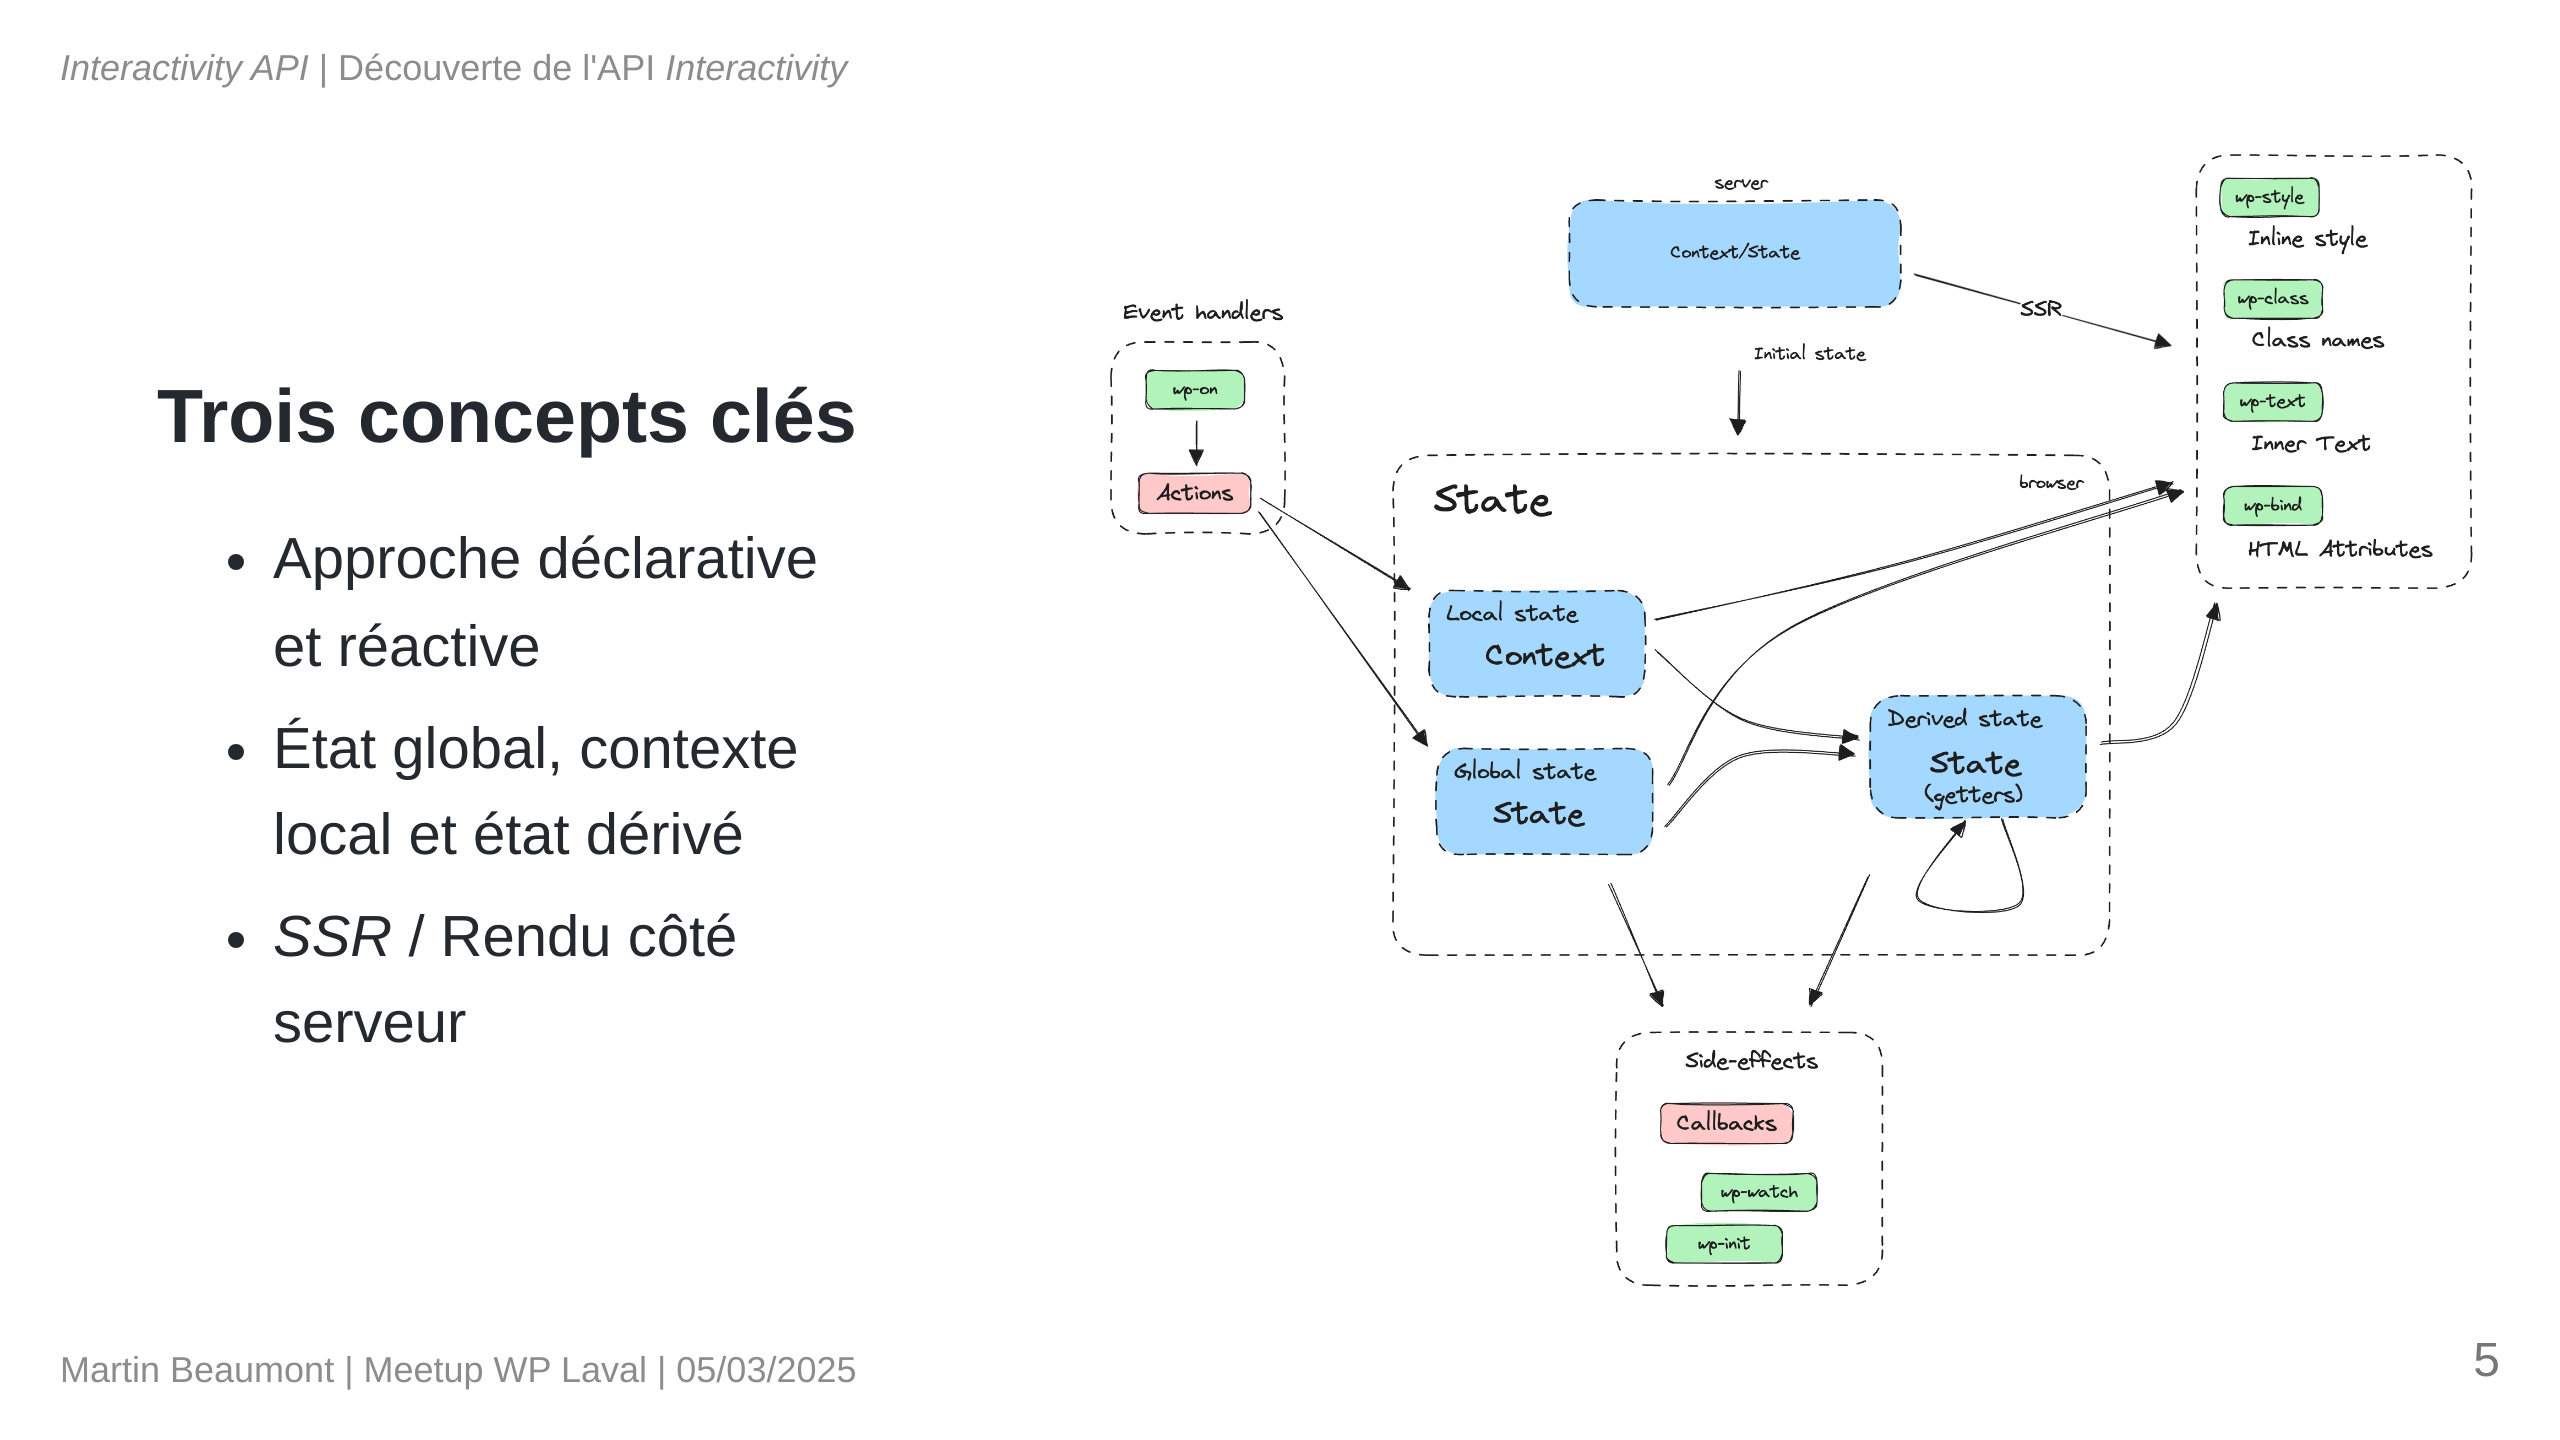 Interactivity API | Découverte de l'API Interactivity
Trois concepts clés
• Approche déclarative
et réactive
• État global, contexte
local et état dérivé
• SSR / Rendu côté
serveur
Event handlers
wp-on
Actions
server
Context/State
SSR
Initial state
State
browser
Local state
Context
Global state
State
Derived state
State
(getters)
wp-style
Inline style
wp-class
Class names
wp-text
Inner Text
wp-bind
HTML Attributes
Side-effects
Callbacks
wp-watch
wp-init
Martin Beaumont | Meetup WP Laval | 05/03/2025
5